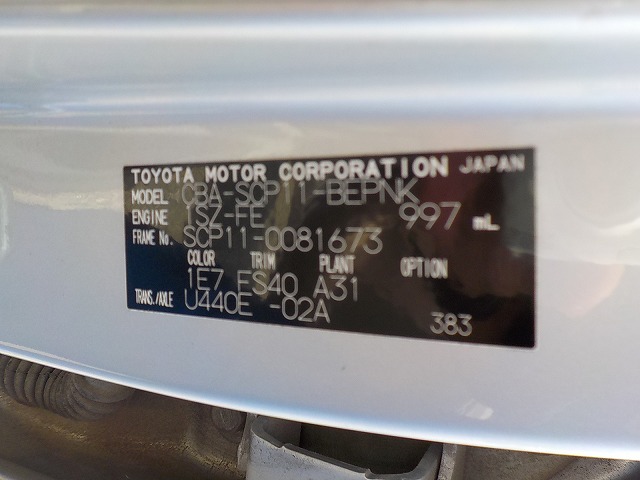 TOYOTA MOTOR CORPORATION JAPAN
MODEL CBA-SCP11-BEPNK
ENGINE 1SZ-FE 997 mL
FRAME No. SCP11-0081673
COLOR TRIM PLANT OPTION
1E7 FS40 A31
TRANS./AXLE U440E -02A 383